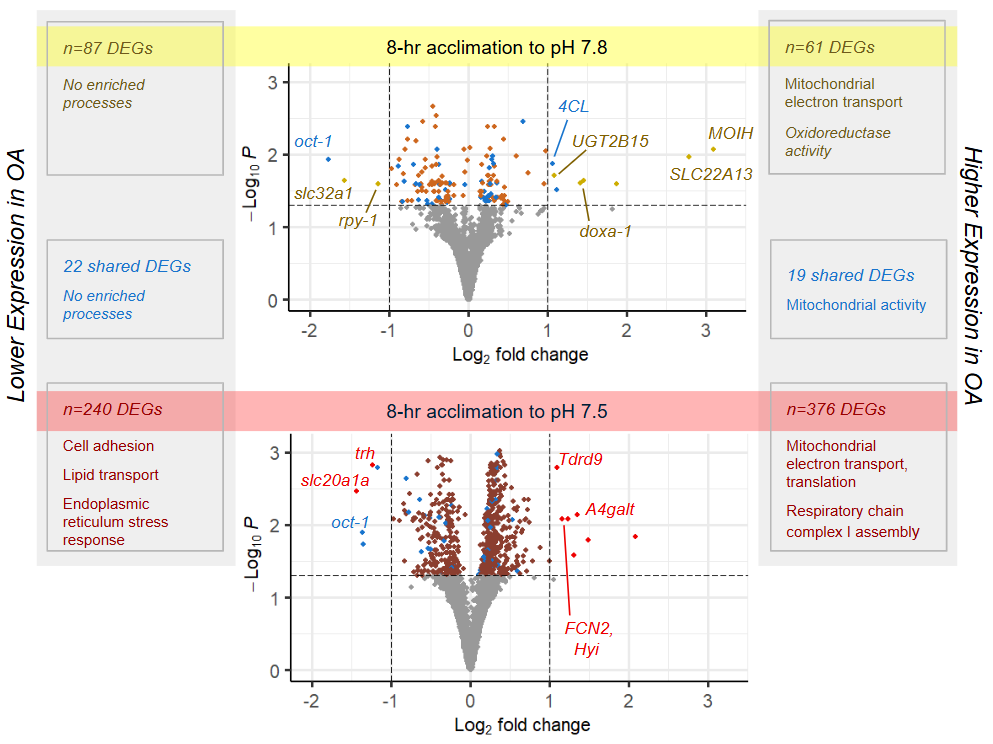 Lower Expression in OA
n=87 DEGs
No enriched
processes
22 shared DEGs
No enriched
processes
n=240 DEGs
Cell adhesion
Lipid transport
Endoplasmic
reticulum stress
response
8-hr acclimation to pH 7.8
3
2
1
0
−Log10 P
oct-1
slc32a1
rpy-1
4CL
UGT2B15
MOIH
SLC22A13
doxa-1
-2
-1
0
1
2
3
Log2 fold change
8-hr acclimation to pH 7.5
3
2
1
0
−Log10 P
trh
slc20a1a
oct-1
Tdrd9
A4galt
FCN2,
Hyi
-2
-1
0
1
2
3
Log2 fold change
n=61 DEGs
Mitochondrial
electron transport
Oxidoreductase
activity
19 shared DEGs
Mitochondrial activity
n=376 DEGs
Mitochondrial
electron transport,
translation
Respiratory chain
complex I assembly
Higher Expression in OA